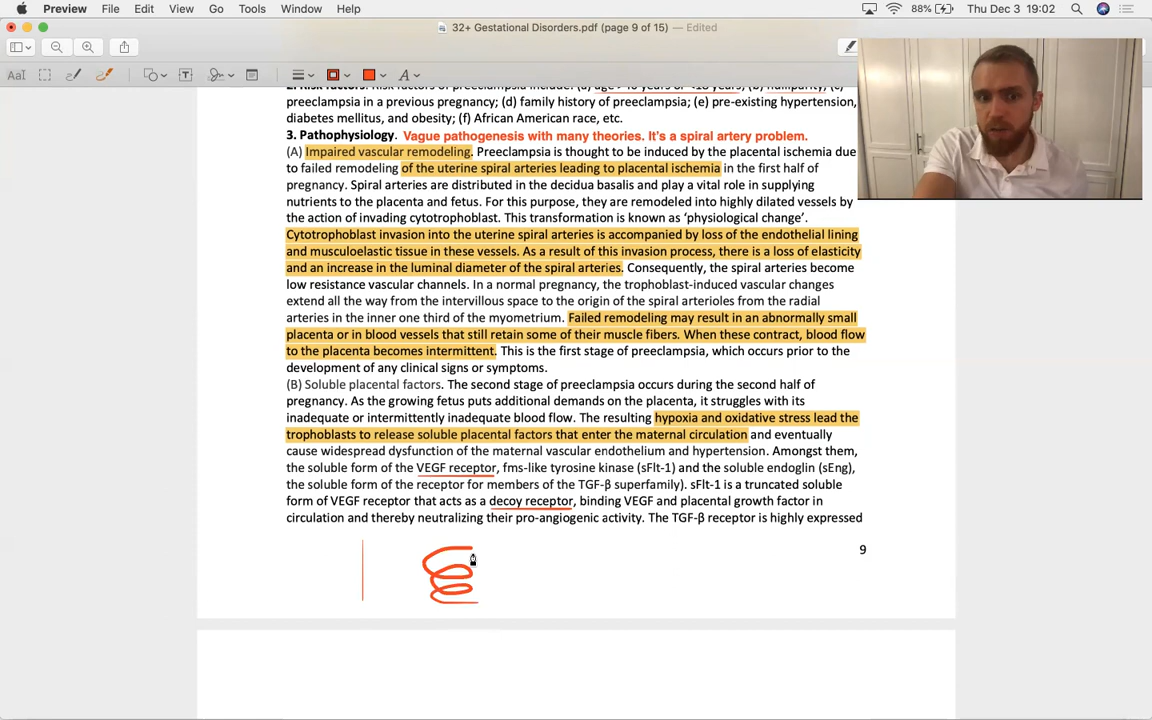 Preview File Edit View Go Tools Window Help 88% Thu Dec 3 19:02
32+ Gestational Disorders.pdf (page 9 of 15) — Edited
AaI T A
2. Risk factors. Risk factors of preeclampsia include: (a) age > 40 years or <18 years; (b) nulliparity; (c)
preeclampsia in a previous pregnancy; (d) family history of preeclampsia; (e) pre-existing hypertension,
diabetes mellitus, and obesity; (f) African American race, etc.
3. Pathophysiology. Vague pathogenesis with many theories. It's a spiral artery problem.
(A) Impaired vascular remodeling. Preeclampsia is thought to be induced by the placental ischemia due
to failed remodeling of the uterine spiral arteries leading to placental ischemia in the first half of
pregnancy. Spiral arteries are distributed in the decidua basalis and play a vital role in supplying
nutrients to the placenta and fetus. For this purpose, they are remodeled into highly dilated vessels by
the action of invading cytotrophoblast. This transformation is known as ‘physiological change’.
Cytotrophoblast invasion into the uterine spiral arteries is accompanied by loss of the endothelial lining
and musculoelastic tissue in these vessels. As a result of this invasion process, there is a loss of elasticity
and an increase in the luminal diameter of the spiral arteries. Consequently, the spiral arteries become
low resistance vascular channels. In a normal pregnancy, the trophoblast-induced vascular changes
extend all the way from the intervillous space to the origin of the spiral arterioles from the radial
arteries in the inner one third of the myometrium. Failed remodeling may result in an abnormally small
placenta or in blood vessels that still retain some of their muscle fibers. When these contract, blood flow
to the placenta becomes intermittent. This is the first stage of preeclampsia, which occurs prior to the
development of any clinical signs or symptoms.
(B) Soluble placental factors. The second stage of preeclampsia occurs during the second half of
pregnancy. As the growing fetus puts additional demands on the placenta, it struggles with its
inadequate or intermittently inadequate blood flow. The resulting hypoxia and oxidative stress lead the
trophoblasts to release soluble placental factors that enter the maternal circulation and eventually
cause widespread dysfunction of the maternal vascular endothelium and hypertension. Amongst them,
the soluble form of the VEGF receptor, fms-like tyrosine kinase (sFlt-1) and the soluble endoglin (sEng),
the soluble form of the receptor for members of the TGF-β superfamily). sFlt-1 is a truncated soluble
form of VEGF receptor that acts as a decoy receptor, binding VEGF and placental growth factor in
circulation and thereby neutralizing their pro-angiogenic activity. The TGF-β receptor is highly expressed
9